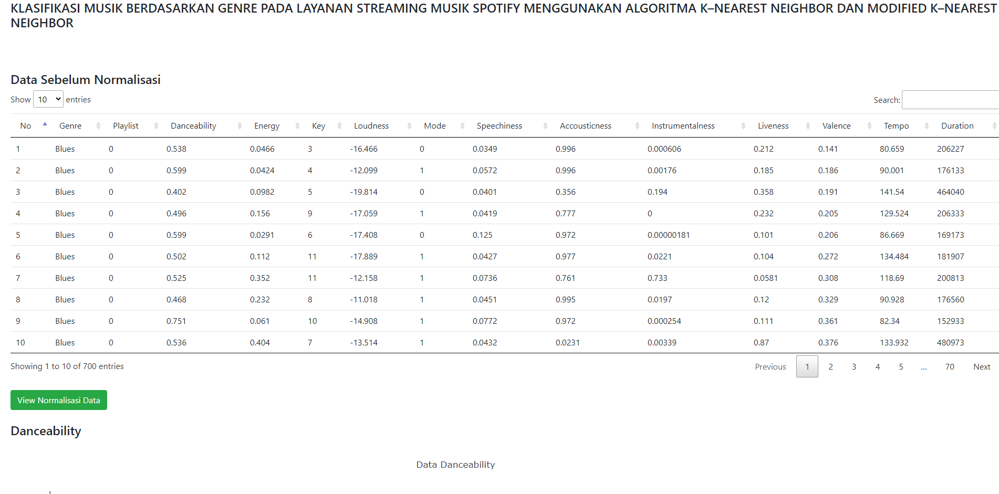 KLASIFIKASI MUSIK BERDASARKAN GENRE PADA LAYANAN STREAMING MUSIK SPOTIFY MENGGUNAKAN ALGORITMA K–NEAREST NEIGHBOR DAN MODIFIED K–NEAREST
NEIGHBOR
Data Sebelum Normalisasi
Show 10 entries Search:
No Genre Playlist Danceability Energy Key Loudness Mode Speechiness Accousticness Instrumentalness Liveness Valence Tempo Duration
1 Blues 0 0.538 0.0466 3 -16.466 0 0.0349 0.996 0.000606 0.212 0.141 80.659 206227
2 Blues 0 0.599 0.0424 4 -12.099 1 0.0572 0.996 0.00176 0.185 0.186 90.001 176133
3 Blues 0 0.402 0.0982 5 -19.814 0 0.0401 0.356 0.194 0.358 0.191 141.54 464040
4 Blues 0 0.496 0.156 9 -17.059 1 0.0419 0.777 0 0.232 0.205 129.524 206333
5 Blues 0 0.599 0.0291 6 -17.408 0 0.125 0.972 0.00000181 0.101 0.206 86.669 169173
6 Blues 0 0.502 0.112 11 -17.889 1 0.0427 0.977 0.0221 0.104 0.272 134.484 181907
7 Blues 0 0.525 0.352 11 -12.158 1 0.0736 0.761 0.733 0.0581 0.308 118.69 200813
8 Blues 0 0.468 0.232 8 -11.018 1 0.0451 0.995 0.0197 0.12 0.329 90.928 176560
9 Blues 0 0.751 0.061 10 -14.908 1 0.0772 0.972 0.000254 0.111 0.361 82.34 152933
10 Blues 0 0.536 0.404 7 -13.514 1 0.0432 0.0231 0.00339 0.87 0.376 133.932 480973
Showing 1 to 10 of 700 entries Previous 1 2 3 4 5 ... 70 Next
View Normalisasi Data
Danceability
Data Danceability
1